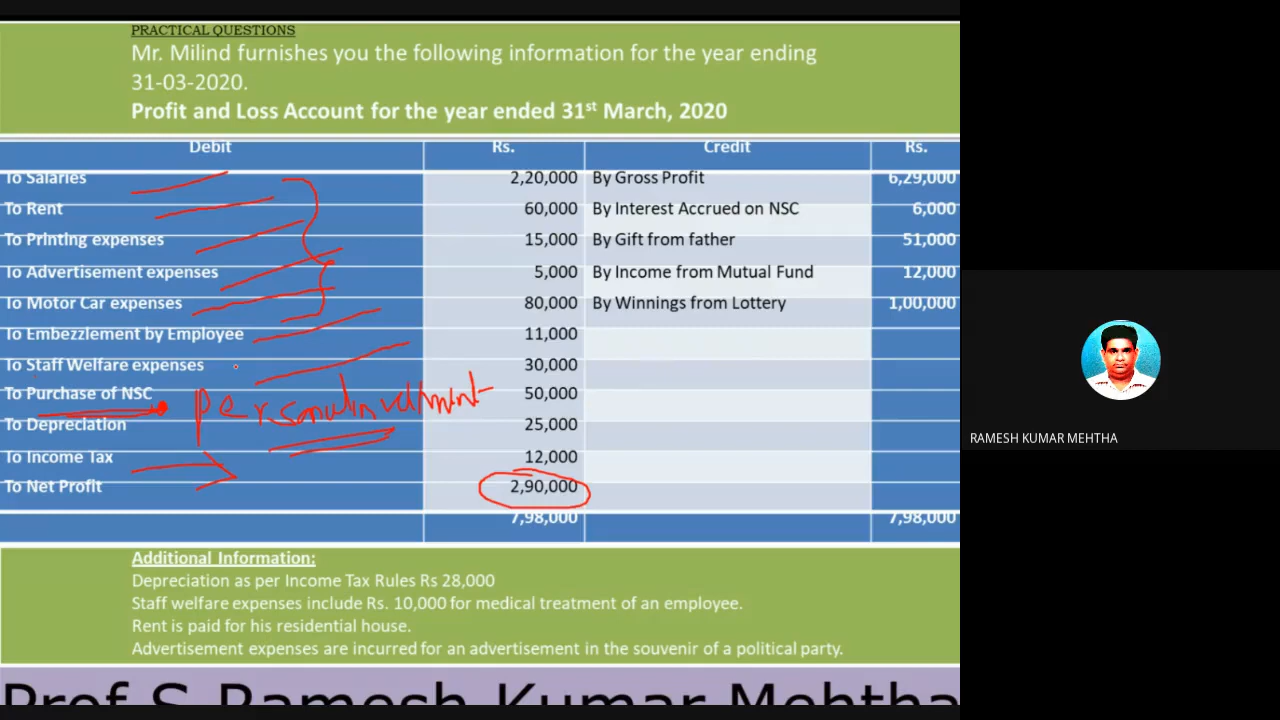 PRACTICAL QUESTIONS
Mr. Milind furnishes you the following information for the year ending
31-03-2020.
Profit and Loss Account for the year ended 31st March, 2020
Debit Rs. Credit Rs.
To Salaries 2,20,000 By Gross Profit 6,29,000
To Rent 60,000 By Interest Accrued on NSC 6,000
To Printing expenses 15,000 By Gift from father 51,000
To Advertisement expenses 5,000 By Income from Mutual Fund 12,000
To Motor Car expenses 80,000 By Winnings from Lottery 1,00,000
To Embezzlement by Employee 11,000
To Staff Welfare expenses 30,000
To Purchase of NSC 50,000
personal investment
To Depreciation 25,000
To Income Tax 12,000
To Net Profit 2,90,000
7,98,000 7,98,000
Additional Information:
Depreciation as per Income Tax Rules Rs 28,000
Staff welfare expenses include Rs. 10,000 for medical treatment of an employee.
Rent is paid for his residential house.
Advertisement expenses are incurred for an advertisement in the souvenir of a political party.
Prof S Ramesh Kumar Mehtha
RAMESH KUMAR MEHTHA